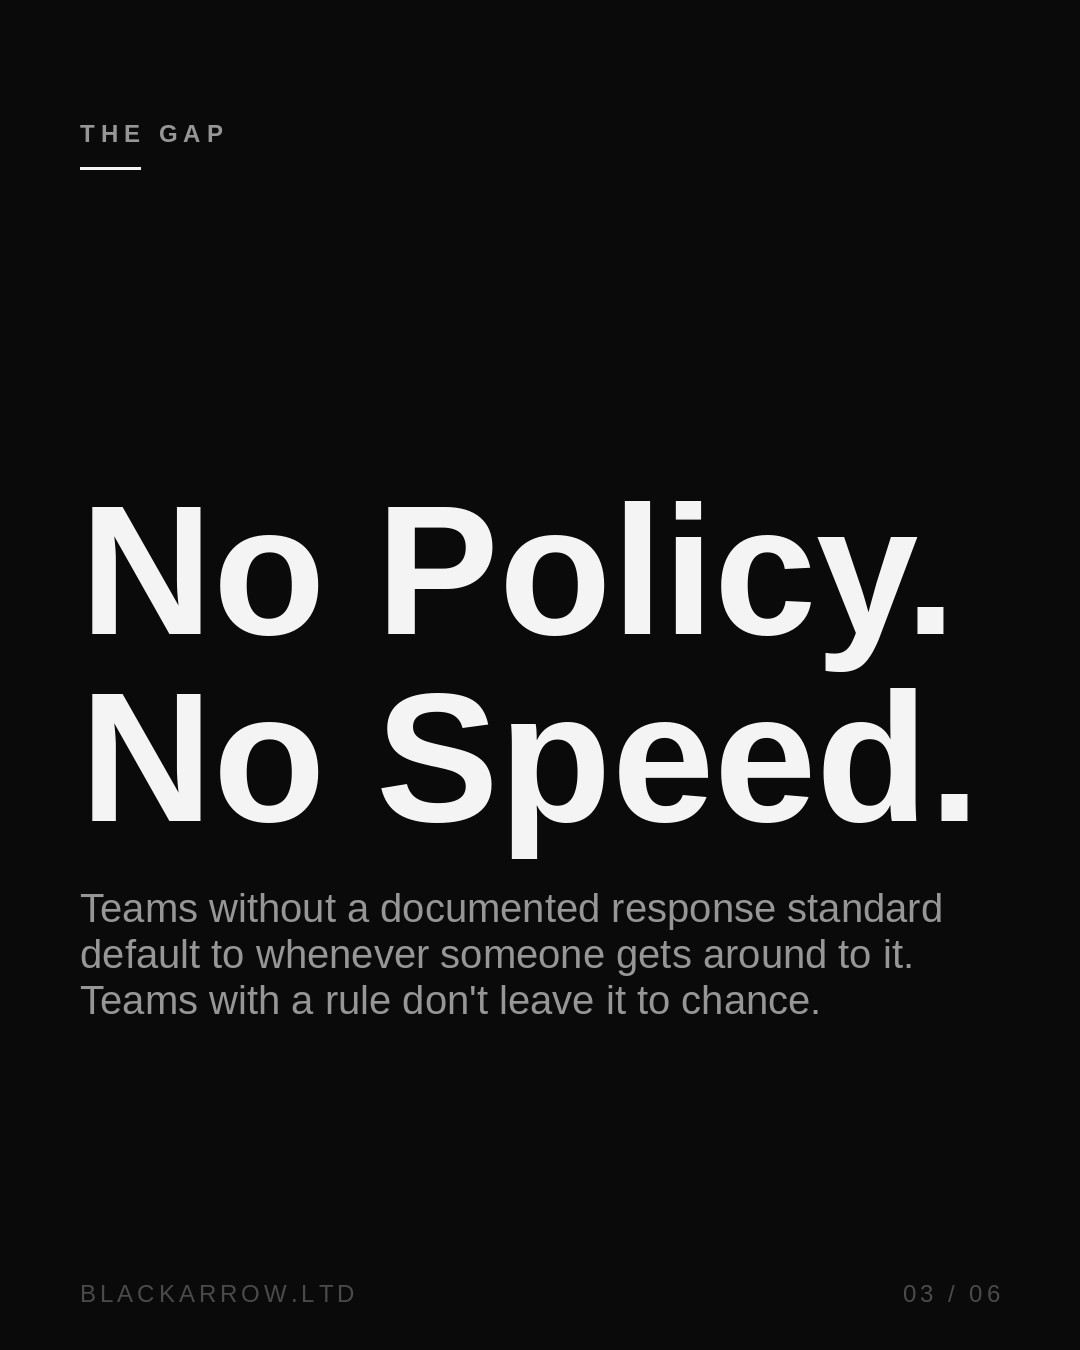 THE GAP
No Policy.
No Speed.
Teams without a documented response standard
default to whenever someone gets around to it.
Teams with a rule don't leave it to chance.
BLACKARROW.LTD
03 / 06